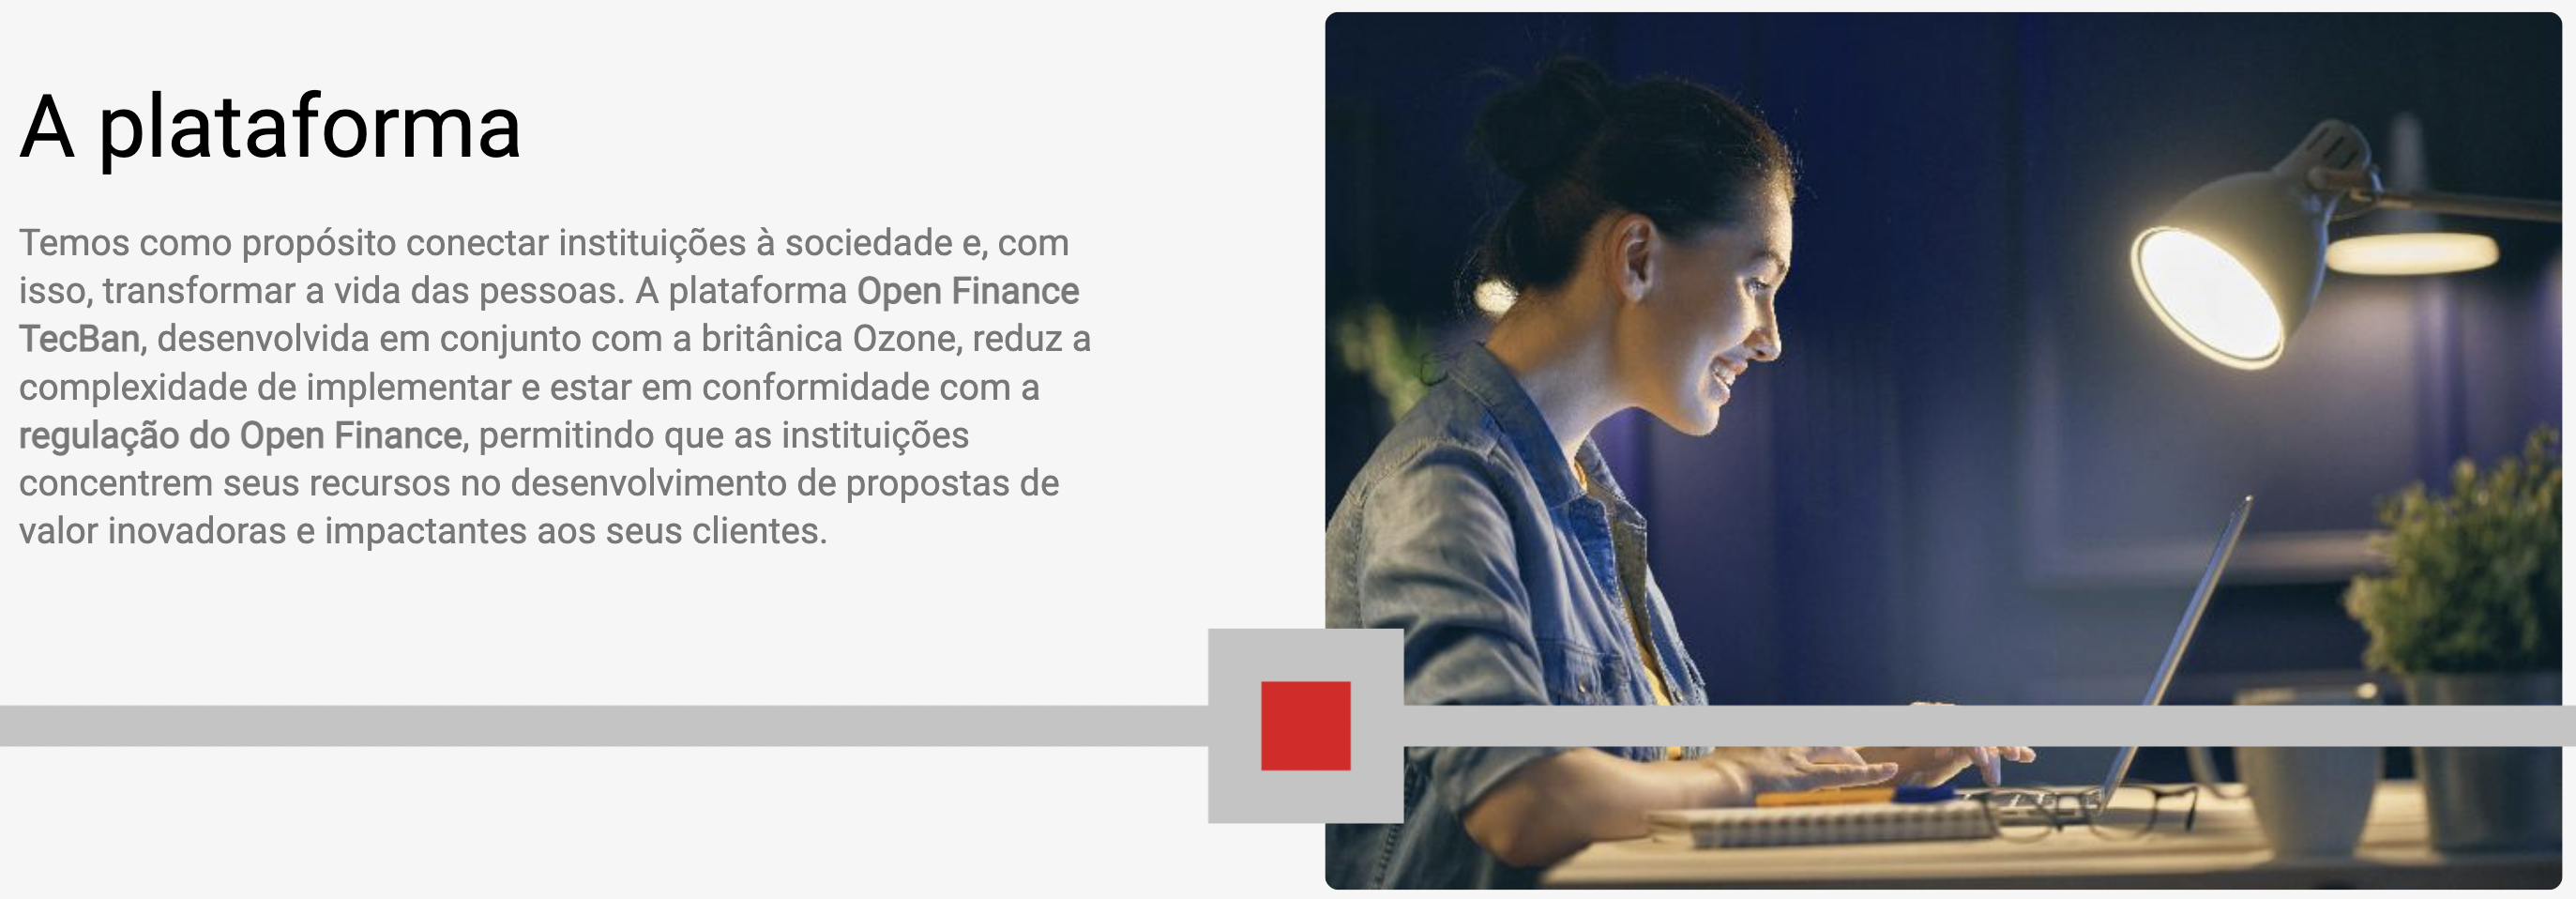 A plataforma
Temos como propósito conectar instituições à sociedade e, com
isso, transformar a vida das pessoas. A plataforma Open Finance
TecBan, desenvolvida em conjunto com a britânica Ozone, reduz a
complexidade de implementar e estar em conformidade com a
regulação do Open Finance, permitindo que as instituições
concentrem seus recursos no desenvolvimento de propostas de
valor inovadoras e impactantes aos seus clientes.